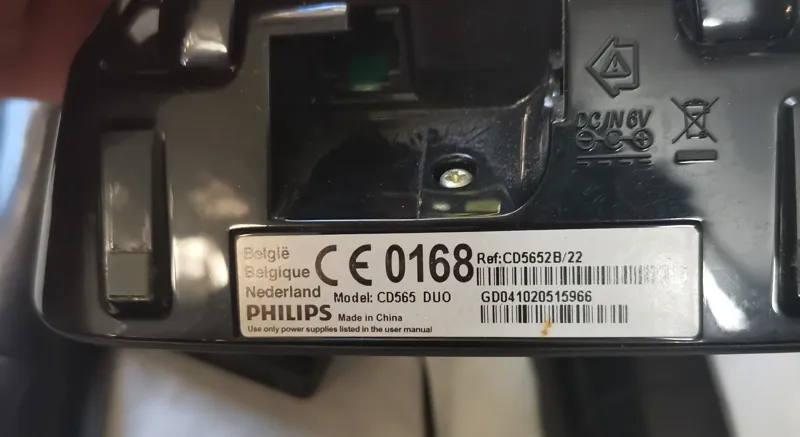 DC IN 6V
België
Belgique
Nederland
PHILIPS
CE 0168
Model: CD565 DUO
Made in China
Use only power supplies listed in the user manual
Ref:CD5652B/22
GD041020515966